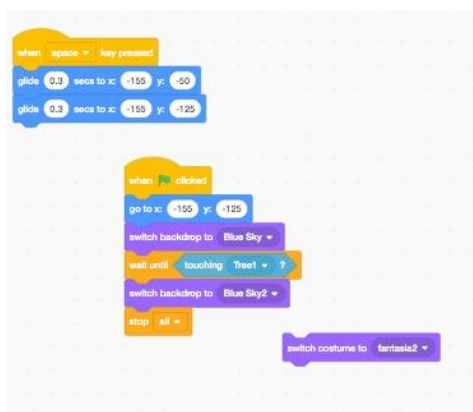 when space key pressed
glide 0.3 secs to x: -155 y: -50
glide 0.3 secs to x: -155 y: -125
when clicked
go to x: -155 y: -125
switch backdrop to Blue Sky
wait until touching Tree1 ?
switch backdrop to Blue Sky2
stop all
switch costume to fantasia2